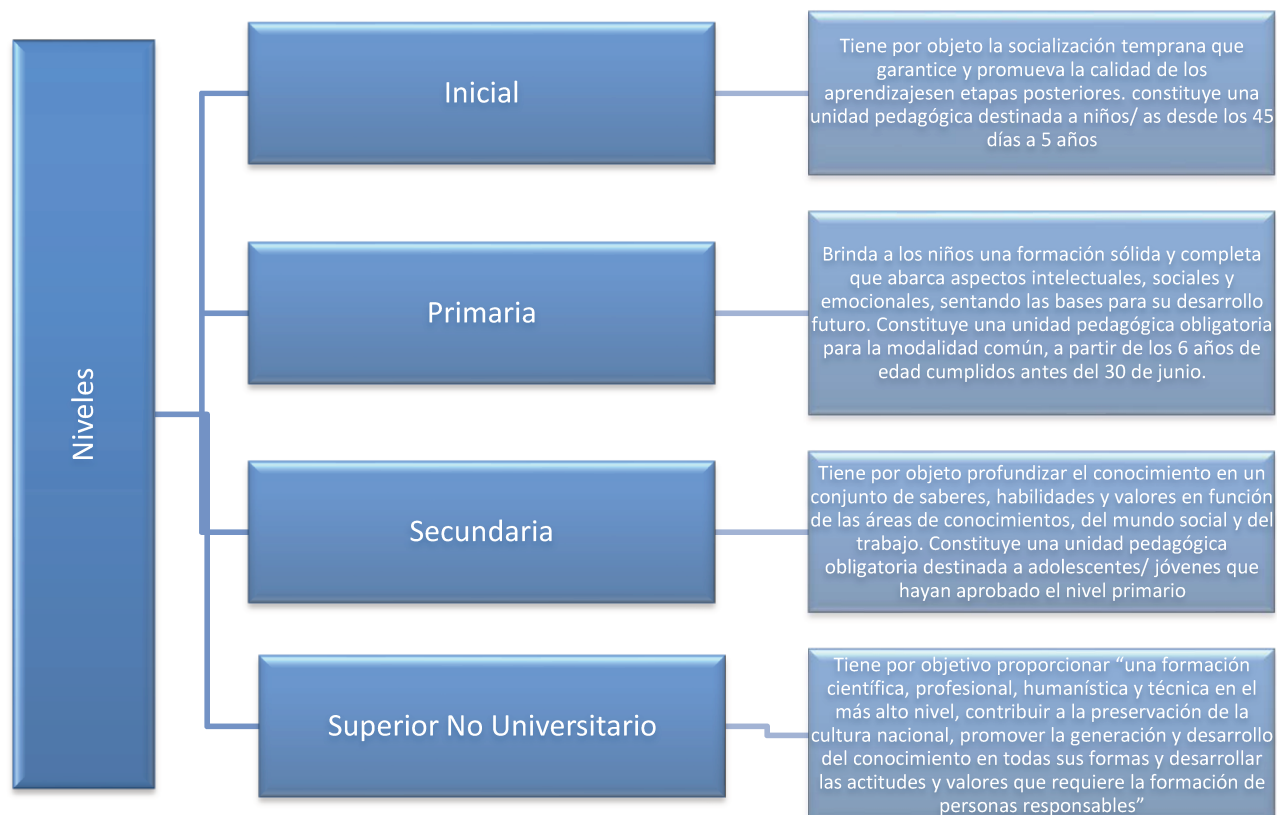 Niveles
Inicial
Tiene por objeto la socialización temprana que
garantice y promueva la calidad de los
aprendizajesen etapas posteriores. constituye una
unidad pedagógica destinada a niños/ as desde los 45
días a 5 años
Primaria
Brinda a los niños una formación sólida y completa
que abarca aspectos intelectuales, sociales y
emocionales, sentando las bases para su desarrollo
futuro. Constituye una unidad pedagógica obligatoria
para la modalidad común, a partir de los 6 años de
edad cumplidos antes del 30 de junio.
Secundaria
Tiene por objeto profundizar el conocimiento en un
conjunto de saberes, habilidades y valores en función
de las áreas de conocimientos, del mundo social y del
trabajo. Constituye una unidad pedagógica
obligatoria destinada a adolescentes/ jóvenes que
hayan aprobado el nivel primario
Superior No Universitario
Tiene por objetivo proporcionar “una formación
científica, profesional, humanística y técnica en el
más alto nivel, contribuir a la preservación de la
cultura nacional, promover la generación y desarrollo
del conocimiento en todas sus formas y desarrollar
las actitudes y valores que requiere la formación de
personas responsables”